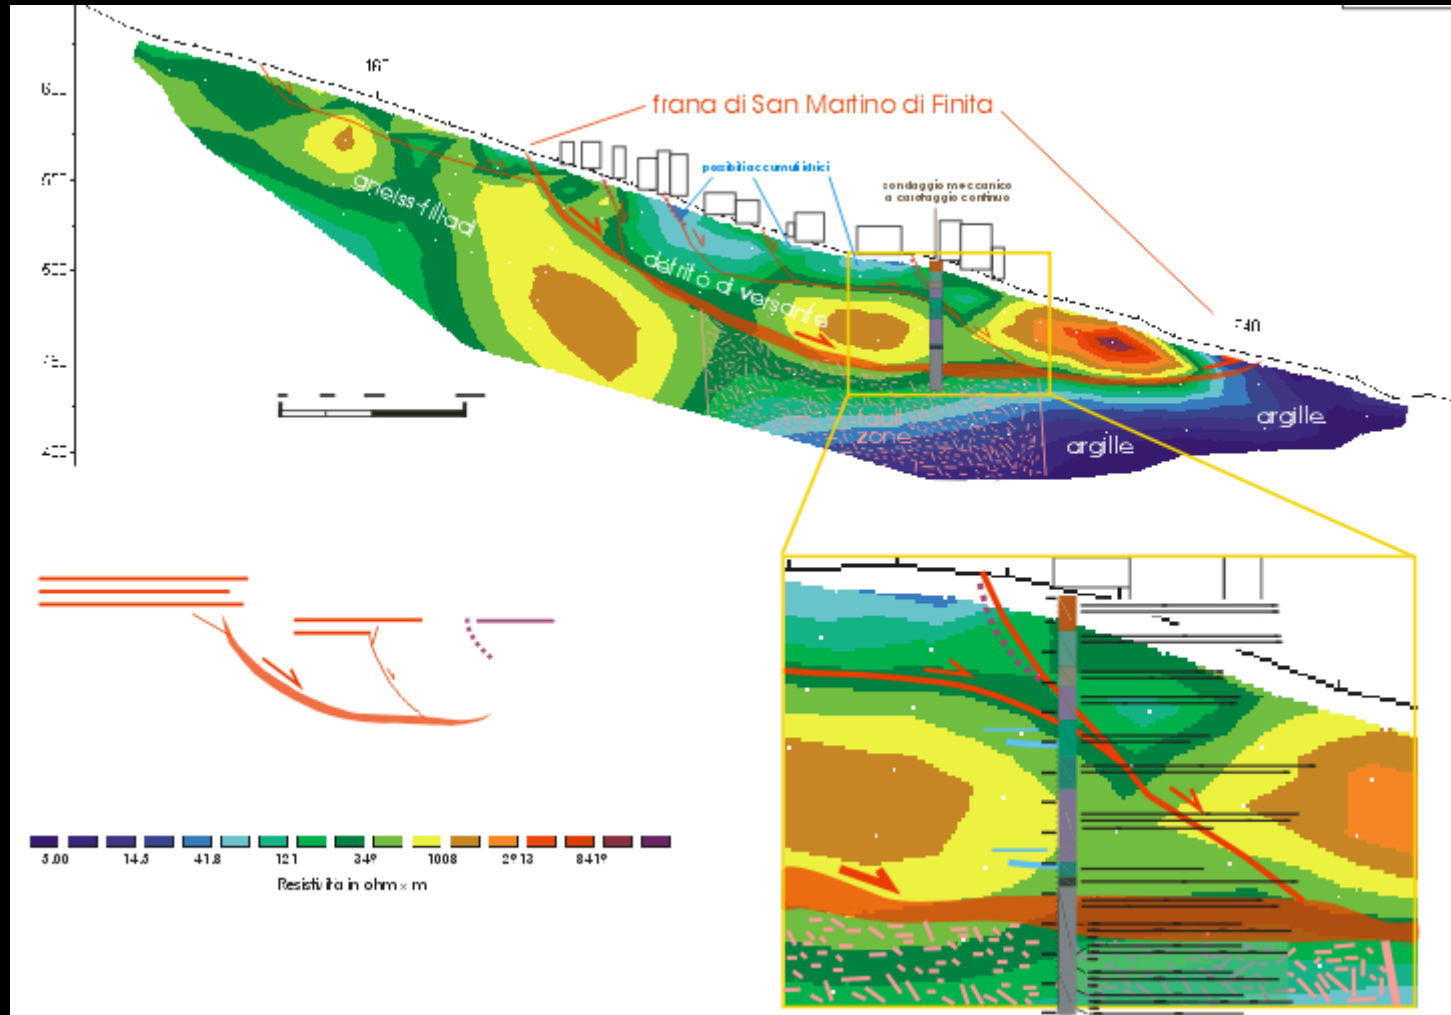 frana di San Martino di Finita
possibili accumuli idrici
sondaggio meccanico
a carotaggio continuo
gneiss-fillad
detrito di versante
fault
zone
argille
argille
5.00 14.5 41.8 121 349 1008 2913 8419
Resistività in ohm x m